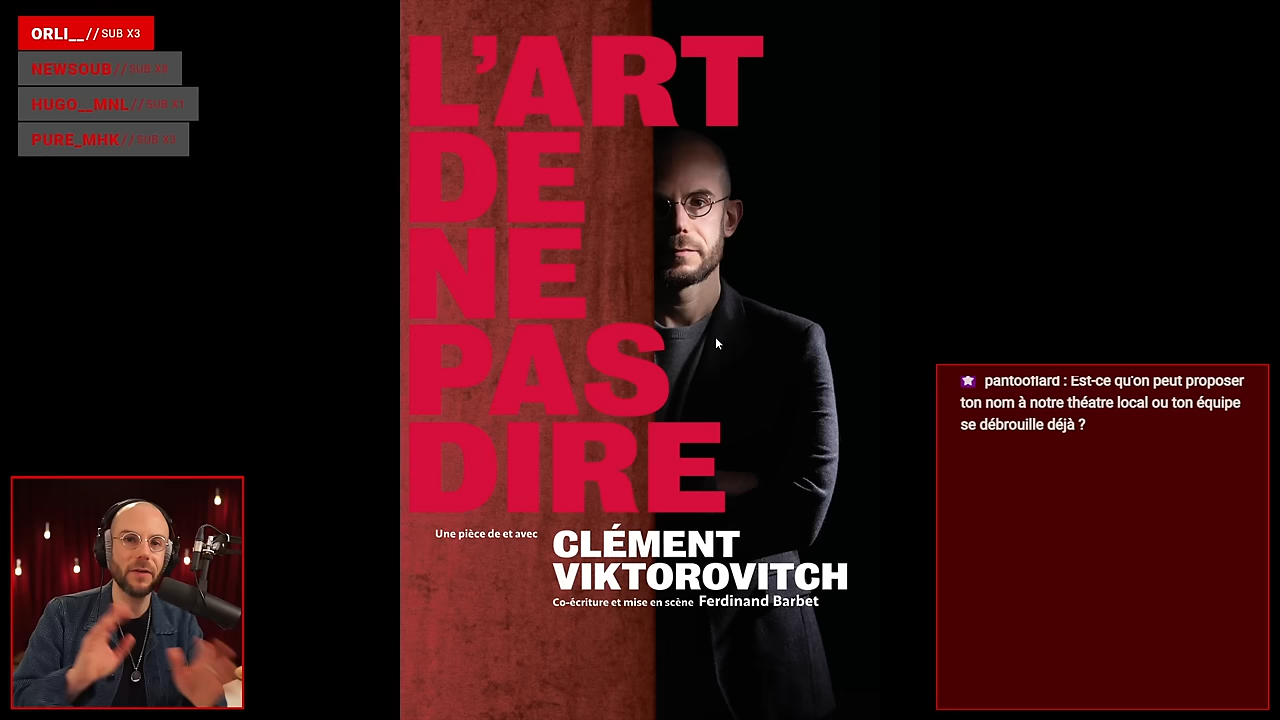 ORLI__// SUB X3
NEWSOUB//
HUGO__MNL// SUB X1
PURE_MHK//
L'ART
DE
NE
PAS
DIRE
Une pièce de et avec
CLÉMENT
VIKTOROVITCH
Co-écriture et mise en scène Ferdinand Barbet
pantooflard : Est-ce qu'on peut proposer
ton nom à notre théatre local ou ton équipe
se débrouille déjà ?